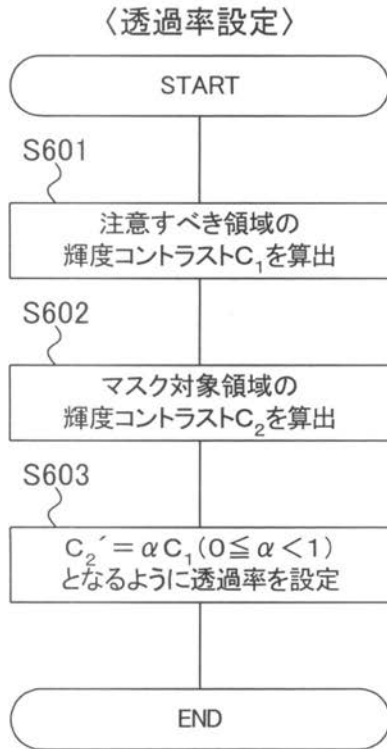 〈透過率設定〉
START
S601
注意すべき領域の
輝度コントラストC₁を算出
S602
マスク対象領域の
輝度コントラストC₂を算出
S603
C₂´=αC₁(0≦α<1)
となるように透過率を設定
END